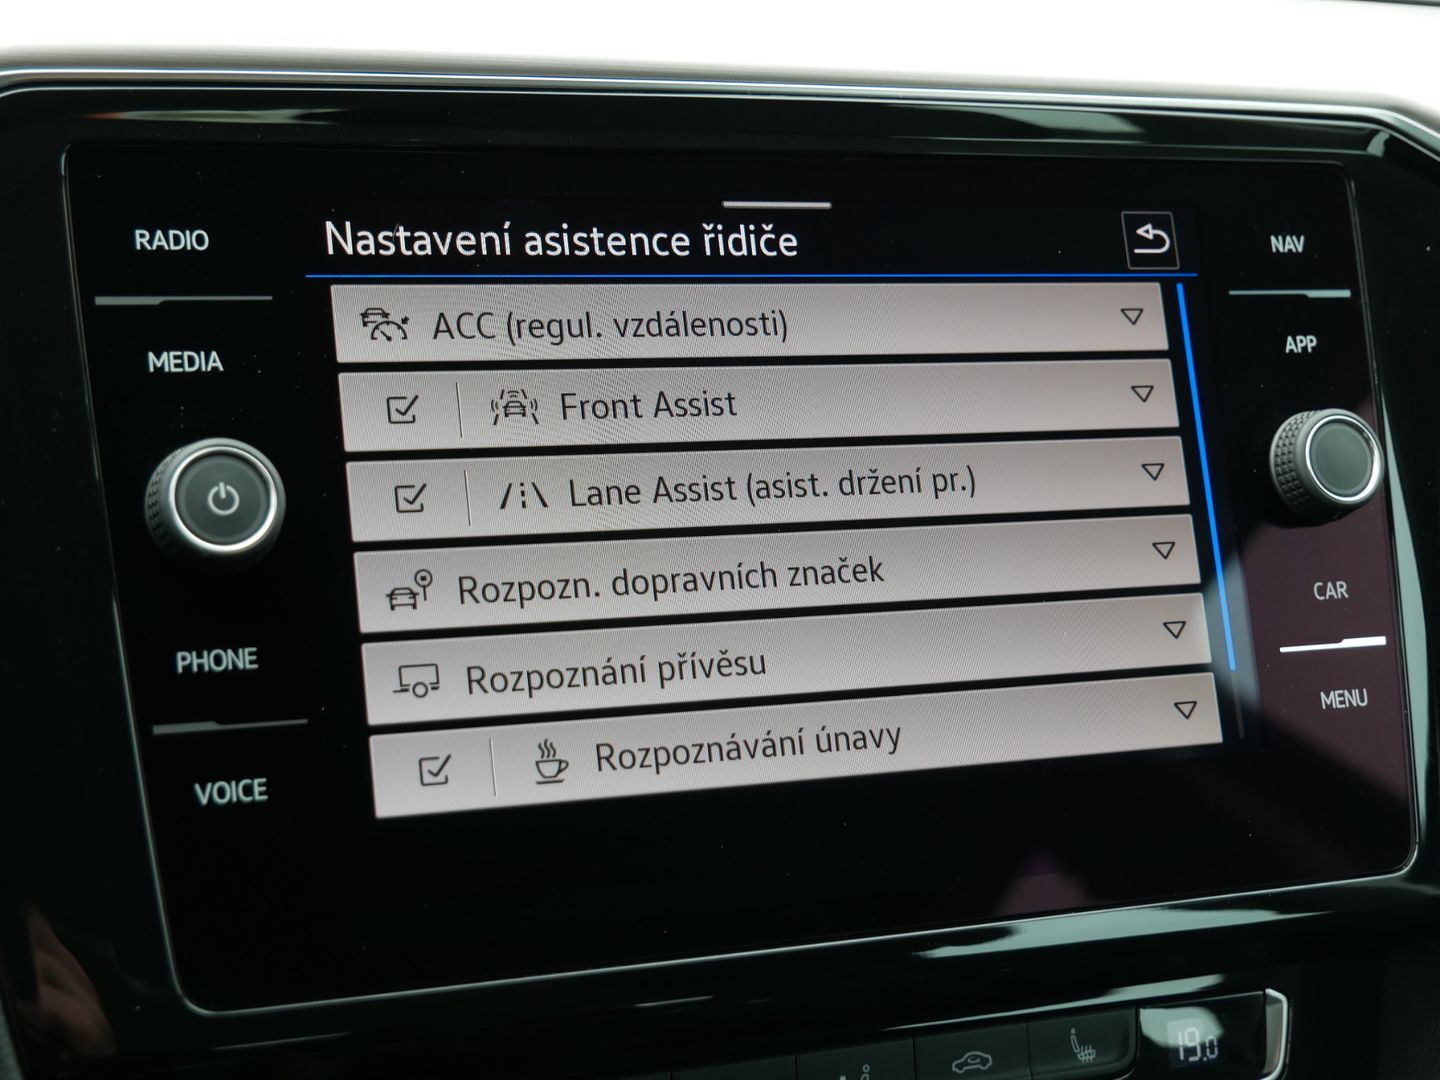 RADIO
MEDIA
PHONE
VOICE
Nastavení asistence řidiče
ACC (regul. vzdálenosti)
Front Assist
Lane Assist (asist. držení pr.)
Rozpozn. dopravních značek
Rozpoznání přívěsu
Rozpoznávání únavy
NAV
APP
CAR
MENU
19.0